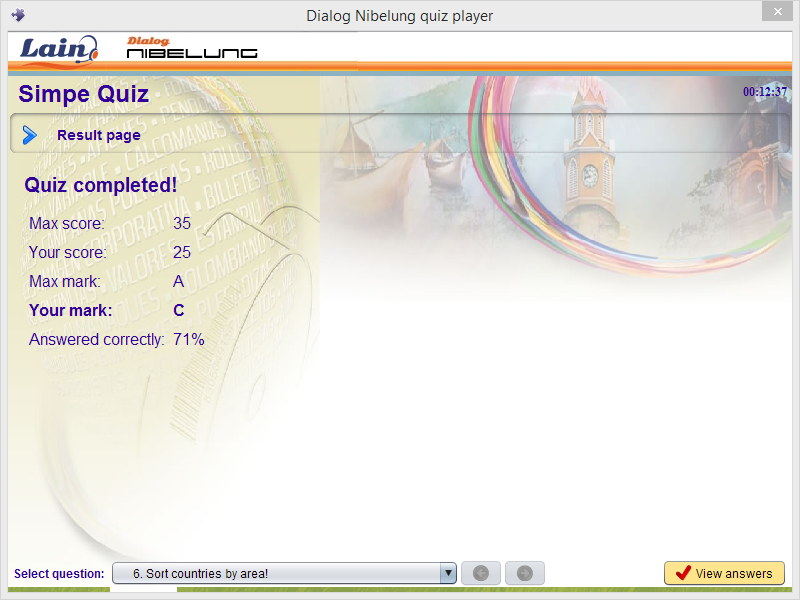 Dialog Nibelung quiz player
Lain
Dialog
NIBELUNG
Simpe Quiz
00:12:37
Result page
Quiz completed!
Max score: 35
Your score: 25
Max mark: A
Your mark: C
Answered correctly: 71%
Select question: 6. Sort countries by area!
View answers